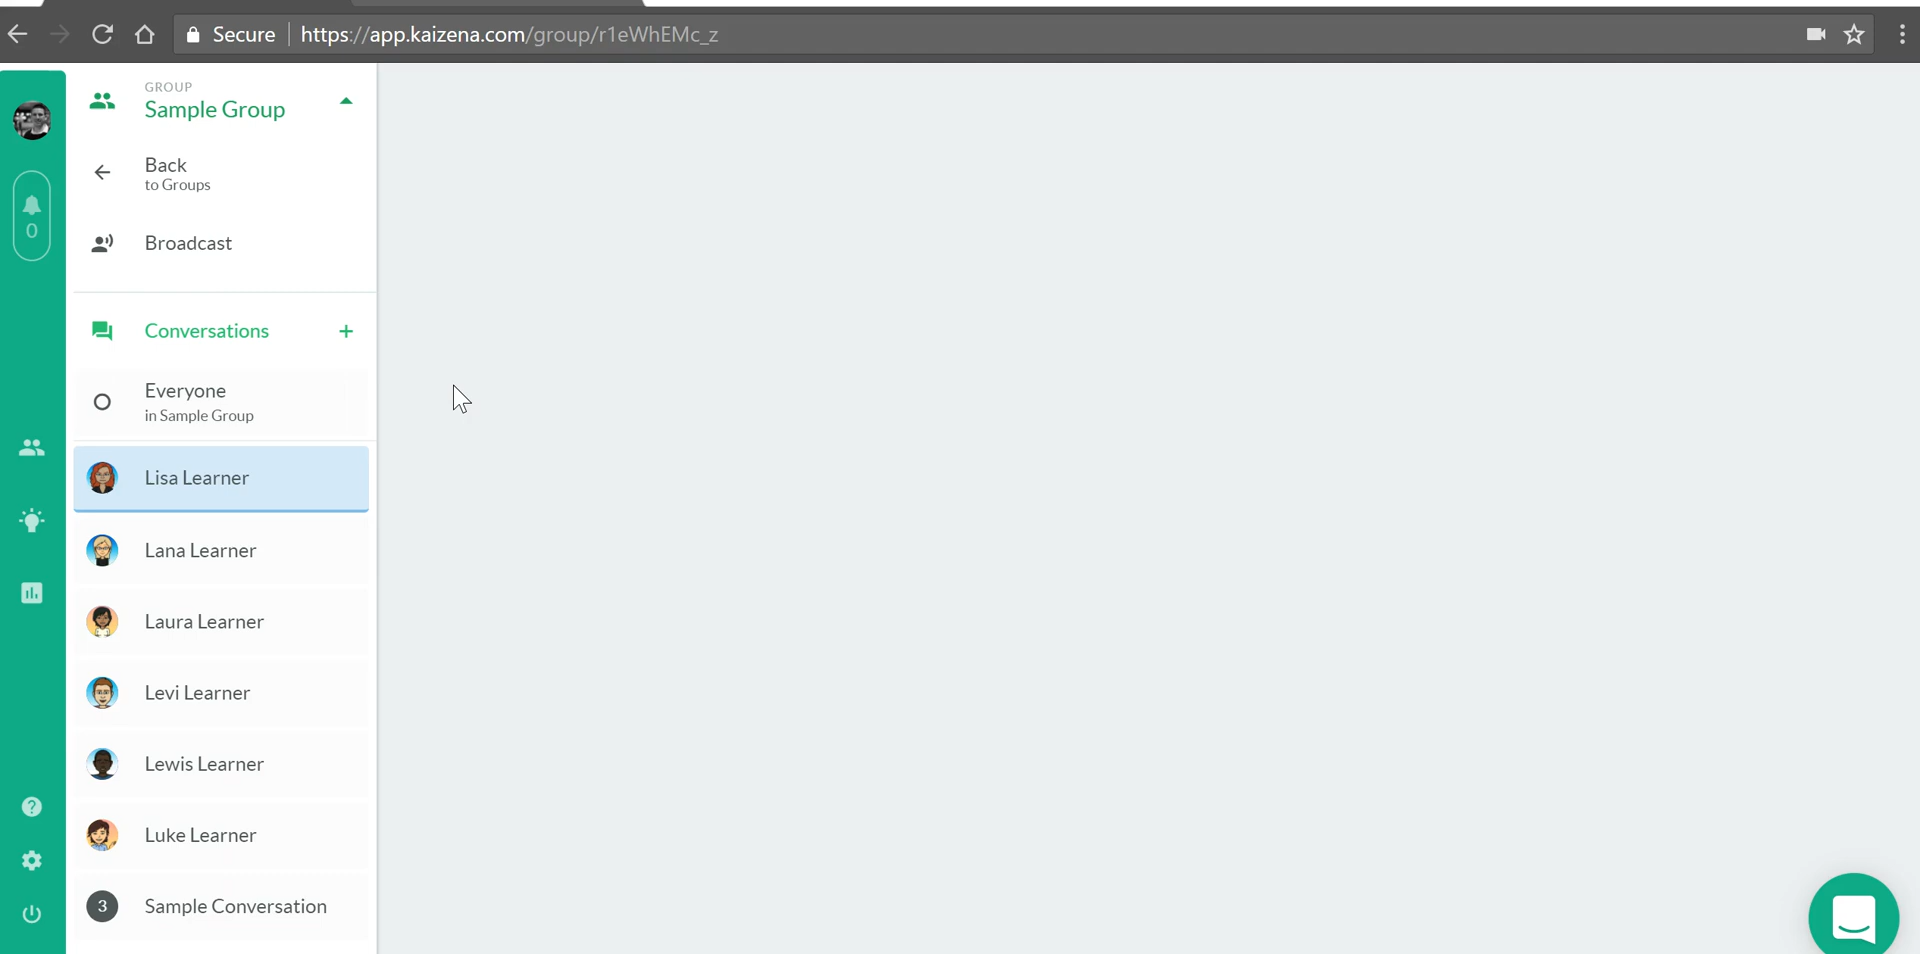 Secure
https://app.kaizena.com/group/r1eWhEMc_z
GROUP
Sample Group
Back
to Groups
Broadcast
0
Conversations +
Everyone
in Sample Group
Lisa Learner
Lana Learner
Laura Learner
Levi Learner
Lewis Learner
Luke Learner
3 Sample Conversation